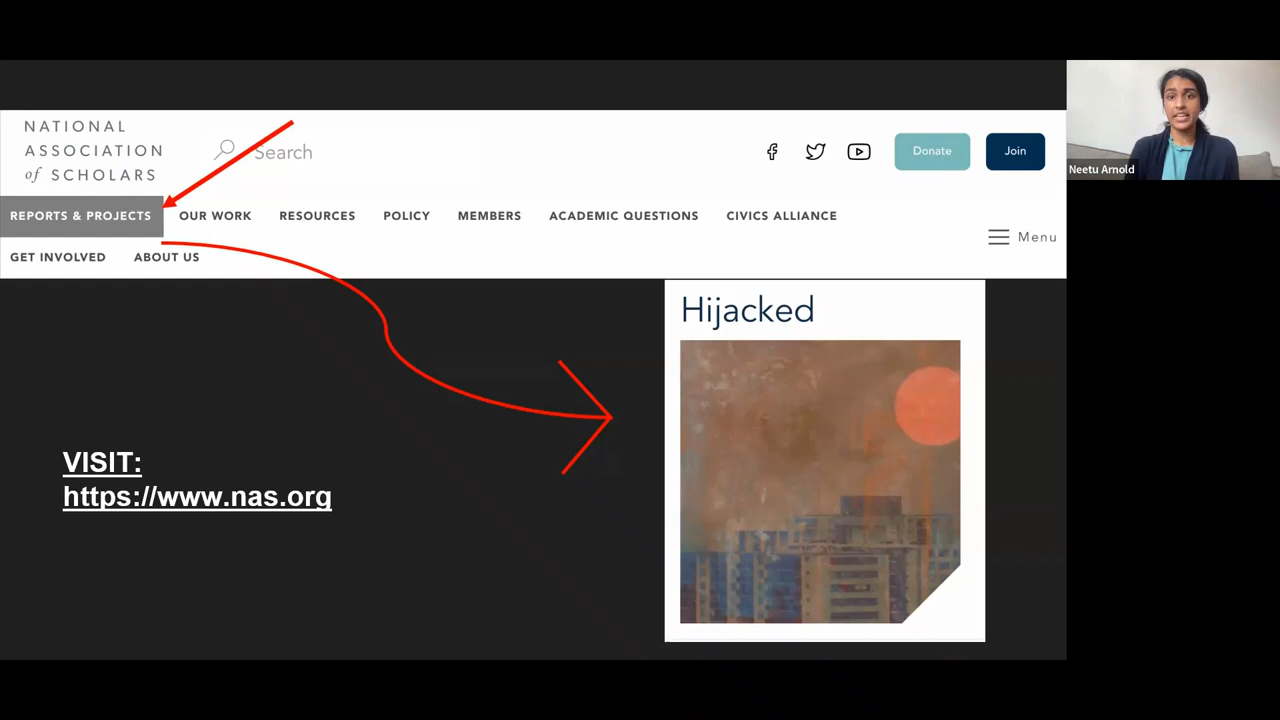 NATIONAL
ASSOCIATION
of SCHOLARS
Search
Donate
Join
REPORTS & PROJECTS
OUR WORK
RESOURCES
POLICY
MEMBERS
ACADEMIC QUESTIONS
CIVICS ALLIANCE
Menu
GET INVOLVED
ABOUT US
Hijacked
VISIT:
https://www.nas.org
Neetu Arnold